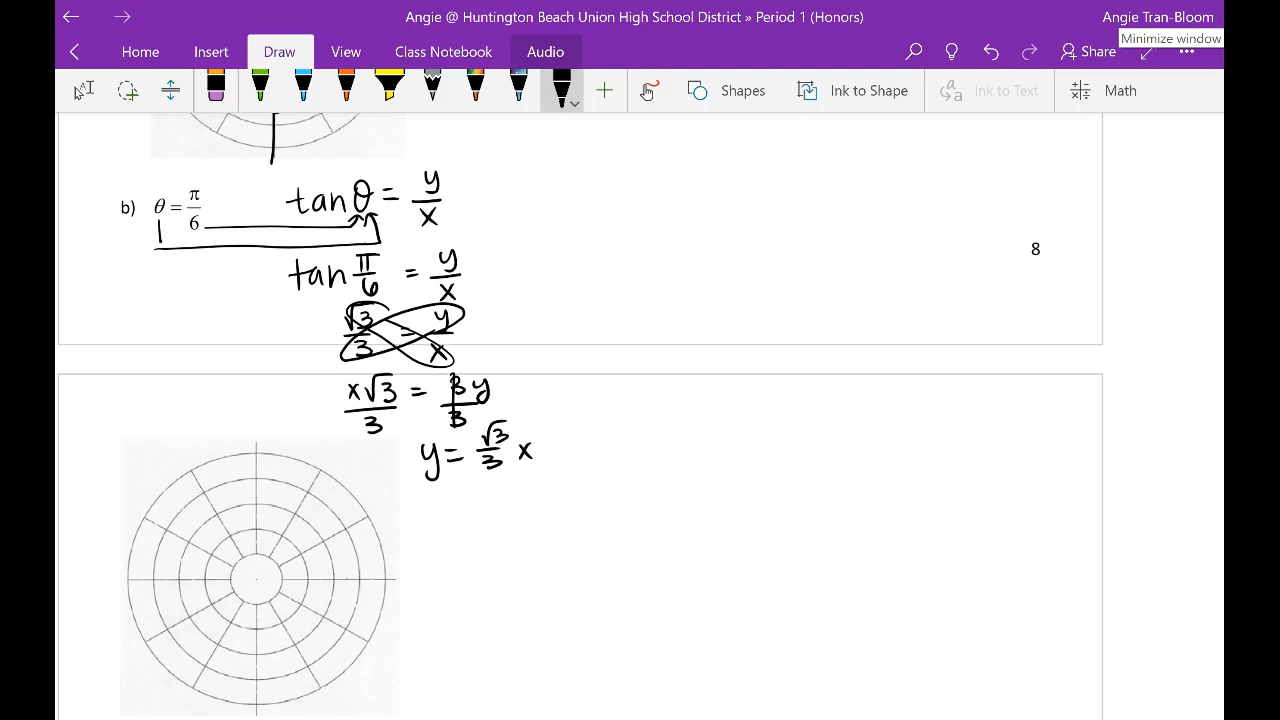 Angie @ Huntington Beach Union High School District » Period 1 (Honors)
Angie Tran-Bloom
Minimize window
Home Insert Draw View Class Notebook Audio Share
Shapes Ink to Shape Ink to Text Math
b) θ = π/6
tan θ = y/x
tan π/6 = y/x
8
√3/3 = y/x
x√3/3 = 3y/3
y = √3/3 x